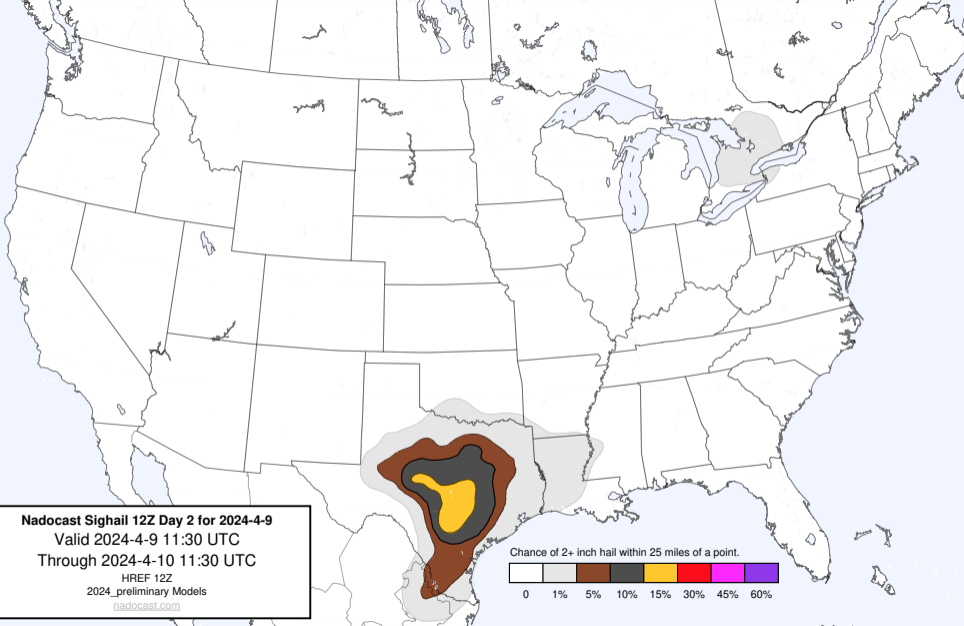 Nadocast Sighail 12Z Day 2 for 2024-4-9
Valid 2024-4-9 11:30 UTC
Through 2024-4-10 11:30 UTC
HREF 12Z
2024_preliminary Models
nadocast.com
Chance of 2+ inch hail within 25 miles of a point.
0 1% 5% 10% 15% 30% 45% 60%